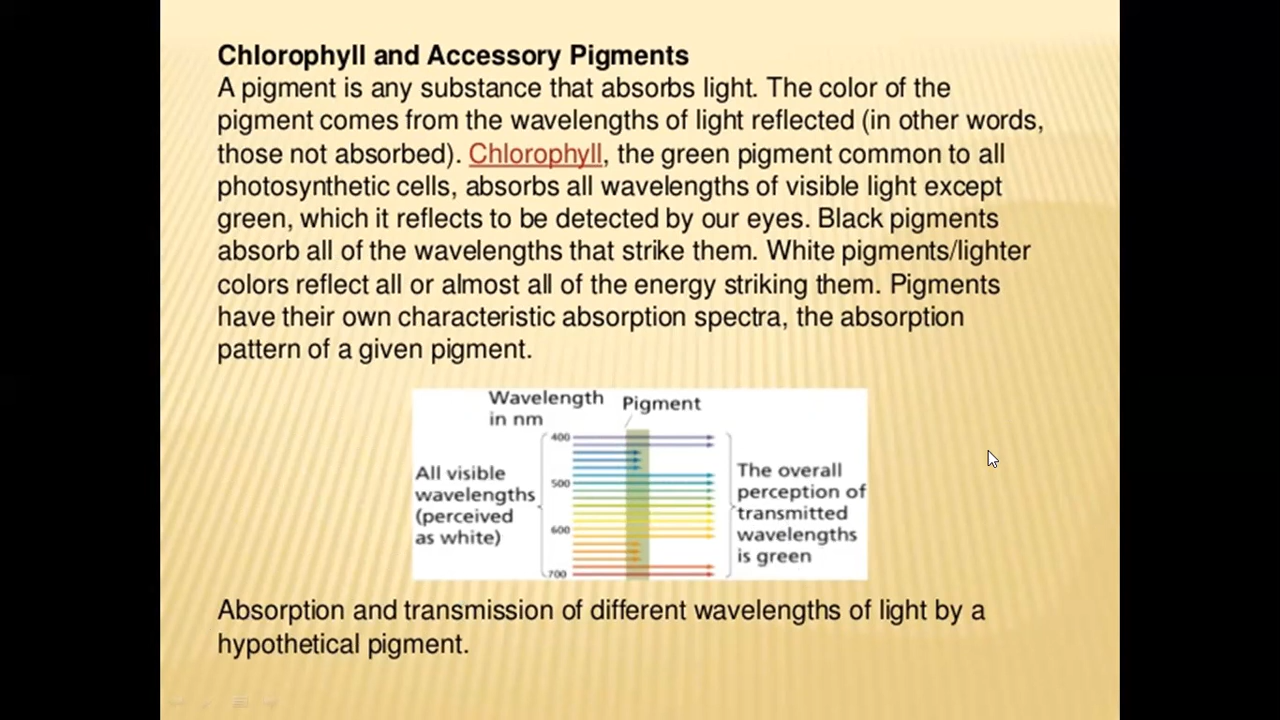 Chlorophyll and Accessory Pigments
A pigment is any substance that absorbs light. The color of the
pigment comes from the wavelengths of light reflected (in other words,
those not absorbed). Chlorophyll, the green pigment common to all
photosynthetic cells, absorbs all wavelengths of visible light except
green, which it reflects to be detected by our eyes. Black pigments
absorb all of the wavelengths that strike them. White pigments/lighter
colors reflect all or almost all of the energy striking them. Pigments
have their own characteristic absorption spectra, the absorption
pattern of a given pigment.
Wavelength
in nm
Pigment
400
500
600
700
All visible
wavelengths
(perceived
as white)
The overall
perception of
transmitted
wavelengths
is green
Absorption and transmission of different wavelengths of light by a
hypothetical pigment.